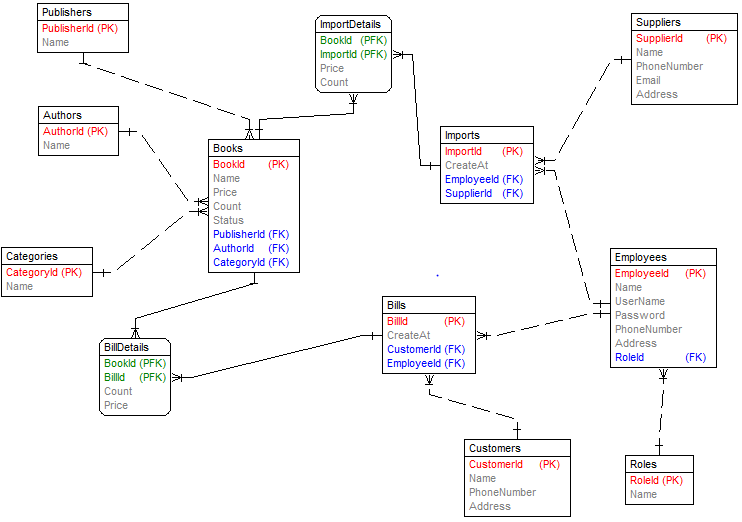 Publishers
PublisherId (PK)
Name
ImportDetails
BookId (PFK)
ImportId (PFK)
Price
Count
Suppliers
SupplierId (PK)
Name
PhoneNumber
Email
Address
Authors
AuthorId (PK)
Name
Books
BookId (PK)
Name
Price
Count
Status
PublisherId (FK)
AuthorId (FK)
CategoryId (FK)
Imports
ImportId (PK)
CreateAt
EmployeeId (FK)
SupplierId (FK)
Categories
CategoryId (PK)
Name
Employees
EmployeeId (PK)
Name
UserName
Password
PhoneNumber
Address
RoleId (FK)
Bills
BillId (PK)
CreateAt
CustomerId (FK)
EmployeeId (FK)
BillDetails
BookId (PFK)
BillId (PFK)
Count
Price
Customers
CustomerId (PK)
Name
PhoneNumber
Address
Roles
RoleId (PK)
Name